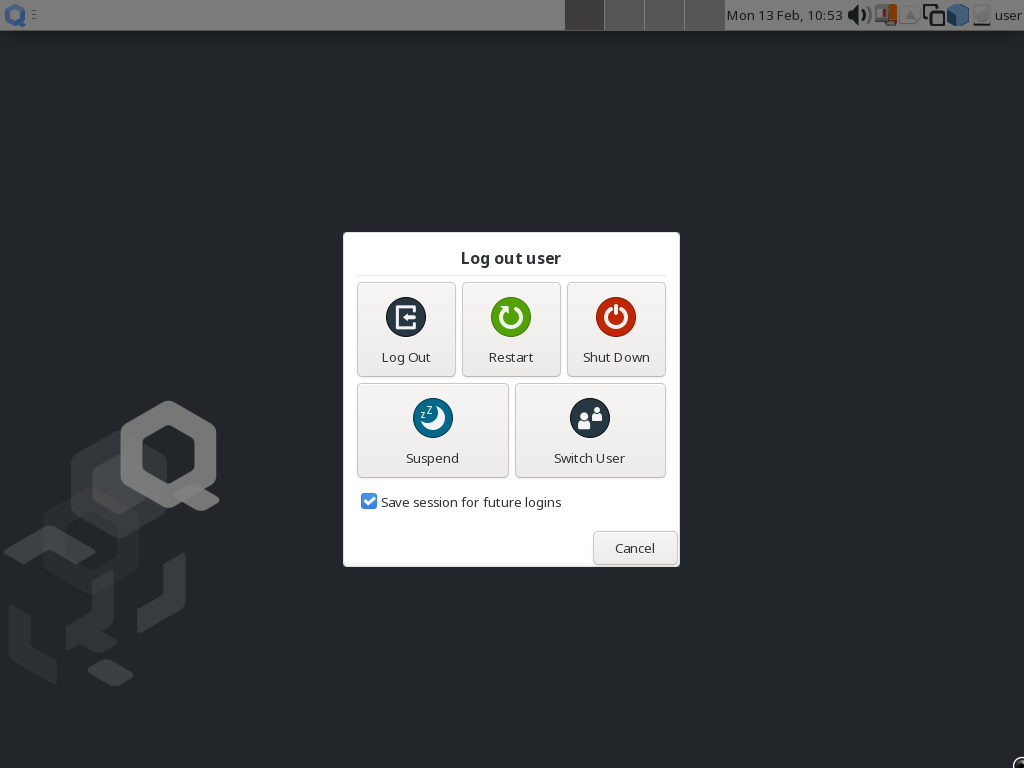 Mon 13 Feb, 10:53 user
Log out user
Log Out Restart Shut Down
zZ
Suspend Switch User
Save session for future logins
Cancel